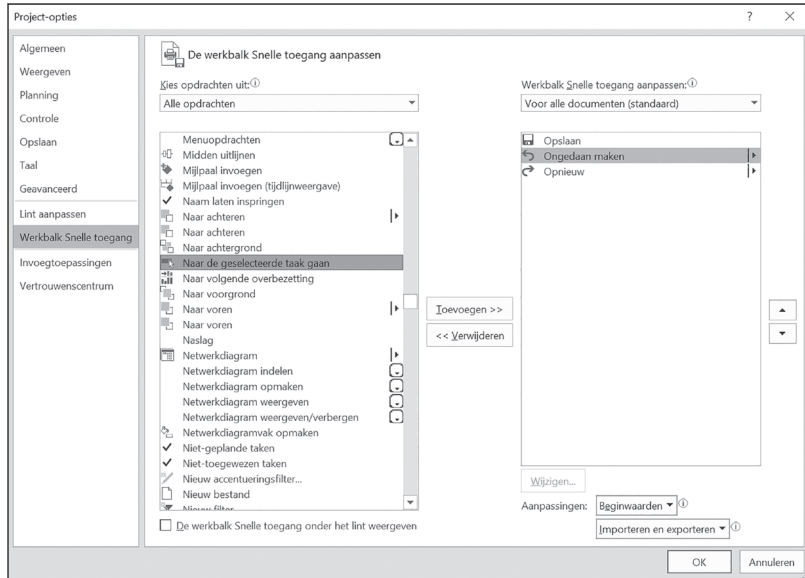 Project-opties
?
Algemeen
Weergeven
Planning
Controle
Opslaan
Taal
Geavanceerd
Lint aanpassen
Werkbalk Snelle toegang
Invoegtoepassingen
Vertrouwenscentrum
De werkbalk Snelle toegang aanpassen
Kies opdrachten uit:
Alle opdrachten
Menuopdrachten
Midden uitlijnen
Mijlpaal invoegen
Mijlpaal invoegen (tijdlijnweergave)
Naam laten inspringen
Naar achteren
Naar achteren
Naar achtergrond
Naar de geselecteerde taak gaan
Naar volgende overbezetting
Naar voorgrond
Naar voren
Naar voren
Naslag
Netwerkdiagram
Netwerkdiagram indelen
Netwerkdiagram opmaken
Netwerkdiagram weergeven
Netwerkdiagram weergeven/verbergen
Netwerkdiagramvak opmaken
Niet-geplande taken
Niet-toegewezen taken
Nieuw accentueringsfilter...
Nieuw bestand
Nieuw filter
De werkbalk Snelle toegang onder het lint weergeven
Toevoegen >>
<< Verwijderen
Werkbalk Snelle toegang aanpassen:
Voor alle documenten (standaard)
Opslaan
Ongedaan maken
Opnieuw
Wijzigen...
Aanpassingen:
Beginwaarden
Importeren en exporteren
OK
Annuleren